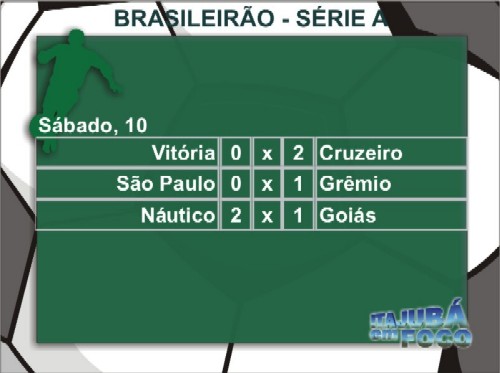 BRASILEIRÃO - SÉRIE A
Sábado, 10
Vitória 0 x 2 Cruzeiro
São Paulo 0 x 1 Grêmio
Náutico 2 x 1 Goiás
ITAJUBÁ
EM FOCO